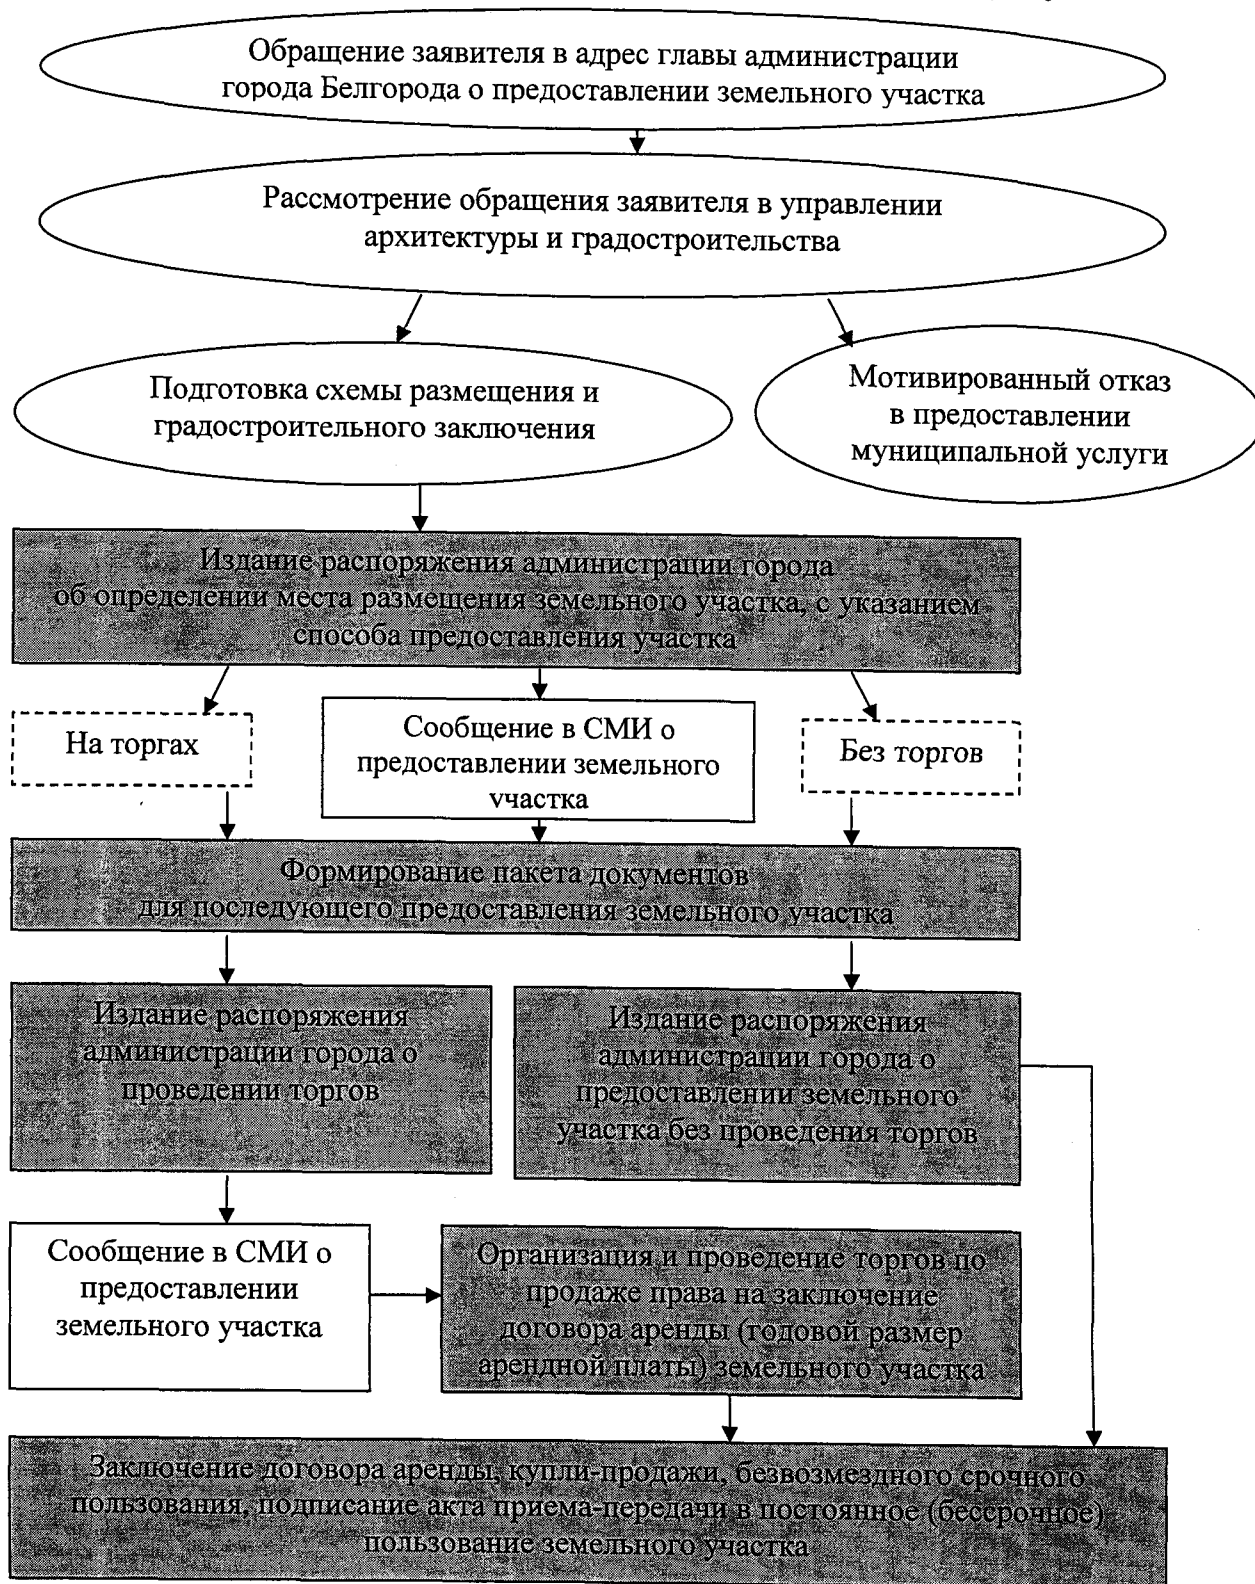 Обращение заявителя в адрес главы администрации
города Белгорода о предоставлении земельного участка
Рассмотрение обращения заявителя в управлении
архитектуры и градостроительства
Подготовка схемы размещения и
градостроительного заключения
Мотивированный отказ
в предоставлении
муниципальной услуги
Издание распоряжения администрации города
об определении места размещения земельного участка, с указанием
способа предоставления участка
На торгах
Сообщение в СМИ о
предоставлении земельного
участка
Без торгов
Формирование пакета документов
для последующего предоставления земельного участка
Издание распоряжения
администрации города о
проведении торгов
Издание распоряжения
администрации города о
предоставлении земельного
участка без проведения торгов
Сообщение в СМИ о
предоставлении
земельного участка
Организация и проведение торгов по
продаже права на заключение
договора аренды (годовой размер
арендной платы) земельного участка
Заключение договора аренды, купли-продажи, безвозмездного срочного
пользования, подписание акта приема-передачи в постоянное (бессрочное)
пользование земельного участка